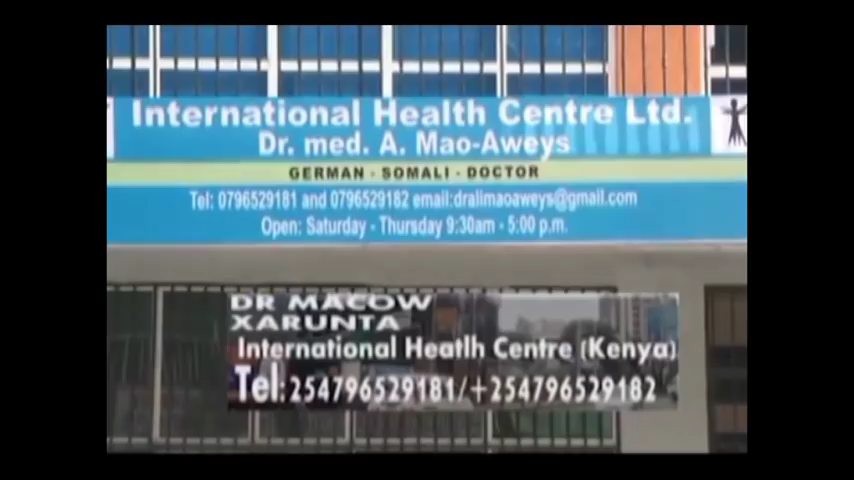 International Health Centre Ltd.
Dr. med. A. Mao-Aweys
GERMAN - SOMALI - DOCTOR
Tel: 0796529181 and 0796529182 email:dralimaoaweys@gmail.com
Open: Saturday - Thursday 9:30am - 5:00 p.m.
DR MACOW
XARUNTA
International Heatlh Centre (Kenya)
Tel:254796529181/+254796529182